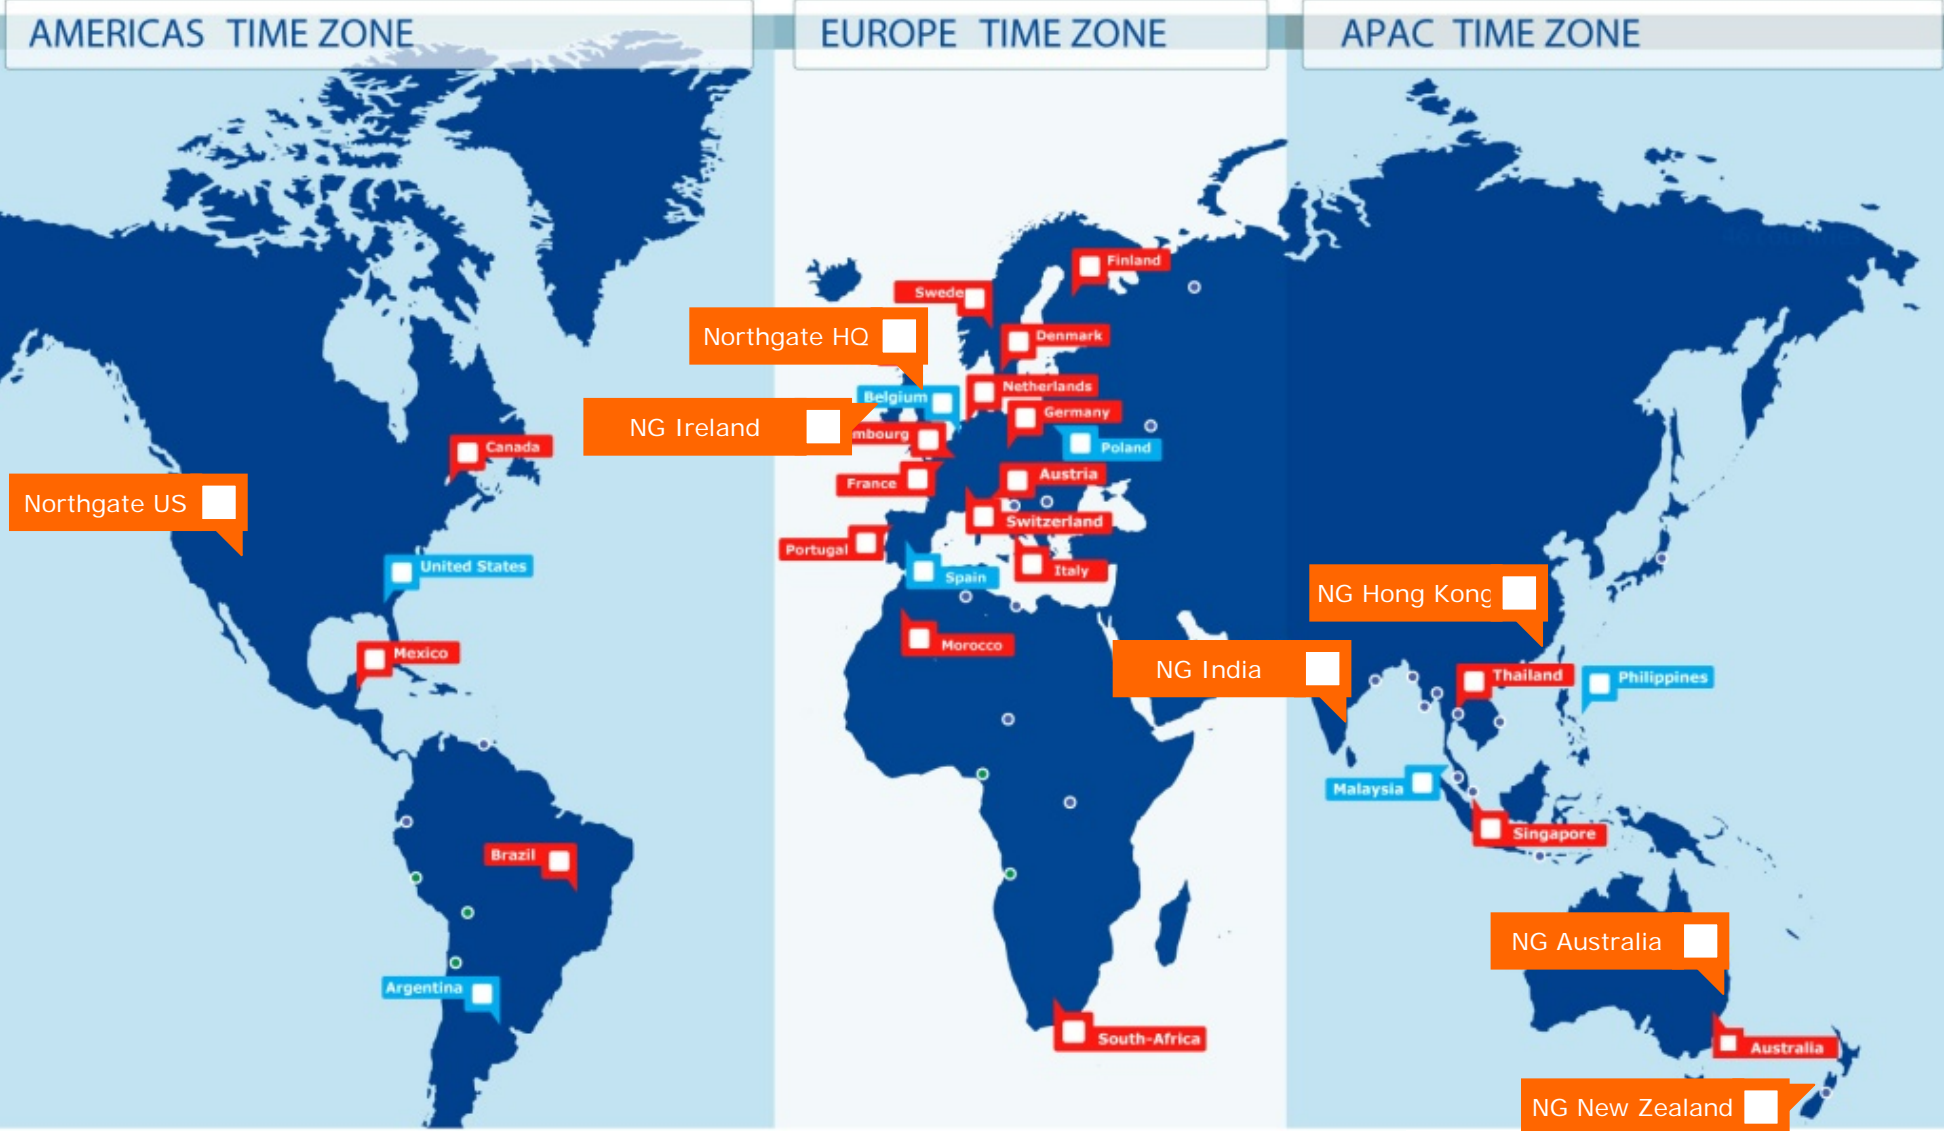 AMERICAS TIME ZONE
EUROPE TIME ZONE
APAC TIME ZONE
Finland
Swede
Northgate HQ
Denmark
Netherlands
Belgium
Germany
NG Ireland
mbourg
Poland
Canada
Austria
France
Northgate US
Switzerland
Portugal
United States
Italy
Spain
NG Hong Kong
Morocco
Mexico
NG India
Thailand
Philippines
Malaysia
Singapore
Brazil
NG Australia
Argentina
South-Africa
Australia
NG New Zealand